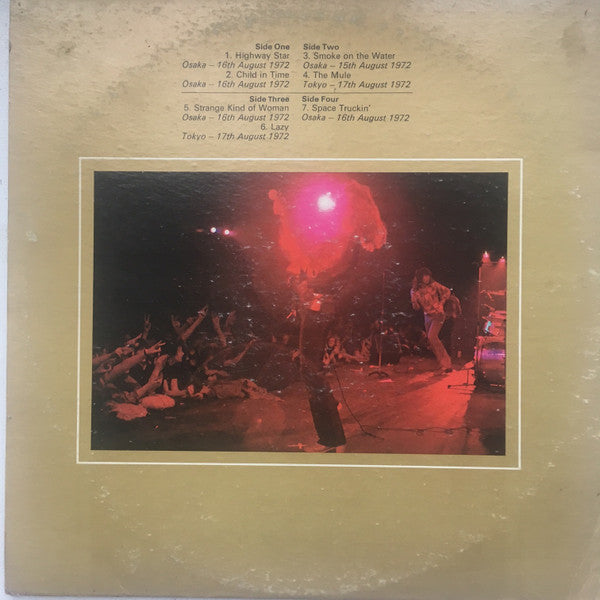 Side One
1. Highway Star
Osaka – 16th August 1972
2. Child in Time
Osaka – 16th August 1972
Side Two
3. Smoke on the Water
Osaka – 15th August 1972
4. The Mule
Tokyo – 17th August 1972
Side Three
5. Strange Kind of Woman
Osaka – 16th August 1972
6. Lazy
Tokyo – 17th August 1972
Side Four
7. Space Truckin'
Osaka – 16th August 1972